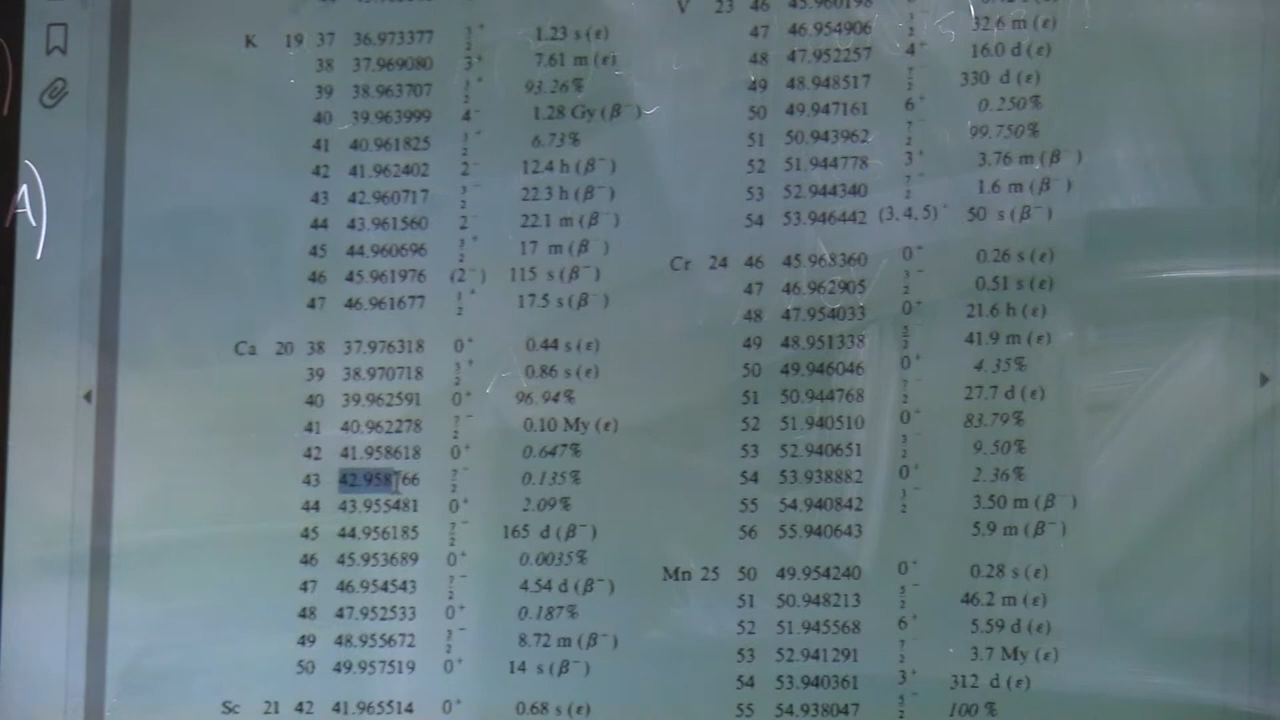 A)
K 19 37 36.973377 3/2+ 1.23 s (ε)
38 37.969080 3+ 7.61 m (ε)
39 38.963707 3/2+ 93.26%
40 39.963999 4- 1.28 Gy (β-)
41 40.961825 3/2+ 6.73%
42 41.962402 2- 12.4 h (β-)
43 42.960717 22.3 h (β-)
44 43.961560 2- 22.1 m (β-)
45 44.960696 3/2+ 17 m (β-)
46 45.961976 (2-) 115 s (β-)
47 46.961677 1/2+ 17.5 s (β-)
Ca 20 38 37.976318 0+ 0.44 s (ε)
39 38.970718 3/2+ 0.86 s (ε)
40 39.962591 0+ 96.94%
41 40.962278 7/2- 0.10 My (ε)
42 41.958618 0+ 0.647%
43 42.958766 7/2- 0.135%
44 43.955481 0+ 2.09%
45 44.956185 7/2- 165 d (β-)
46 45.953689 0+ 0.0035%
47 46.954543 7/2- 4.54 d (β-)
48 47.952533 0+ 0.187%
49 48.955672 3/2- 8.72 m (β-)
50 49.957519 0+ 14 s (β-)
Sc 21 42 41.965514 0+ 0.68 s (ε)
V 23 46 45.960198
47 46.954906 32.6 m (ε)
48 47.952257 4+ 16.0 d (ε)
49 48.948517 7/2- 330 d (ε)
50 49.947161 6+ 0.250%
51 50.943962 7/2- 99.750%
52 51.944778 3+ 3.76 m (β-)
53 52.944340 7/2- 1.6 m (β-)
54 53.946442 (3,4,5)+ 50 s (β-)
Cr 24 46 45.968360 0+ 0.26 s (ε)
47 46.962905 3/2- 0.51 s (ε)
48 47.954033 0+ 21.6 h (ε)
49 48.951338 5/2- 41.9 m (ε)
50 49.946046 0+ 4.35%
51 50.944768 7/2- 27.7 d (ε)
52 51.940510 0+ 83.79%
53 52.940651 3/2- 9.50%
54 53.938882 0+ 2.36%
55 54.940842 3/2- 3.50 m (β-)
56 55.940643 5.9 m (β-)
Mn 25 50 49.954240 0+ 0.28 s (ε)
51 50.948213 5/2- 46.2 m (ε)
52 51.945568 6+ 5.59 d (ε)
53 52.941291 7/2- 3.7 My (ε)
54 53.940361 3+ 312 d (ε)
55 54.938047 5/2- 100%